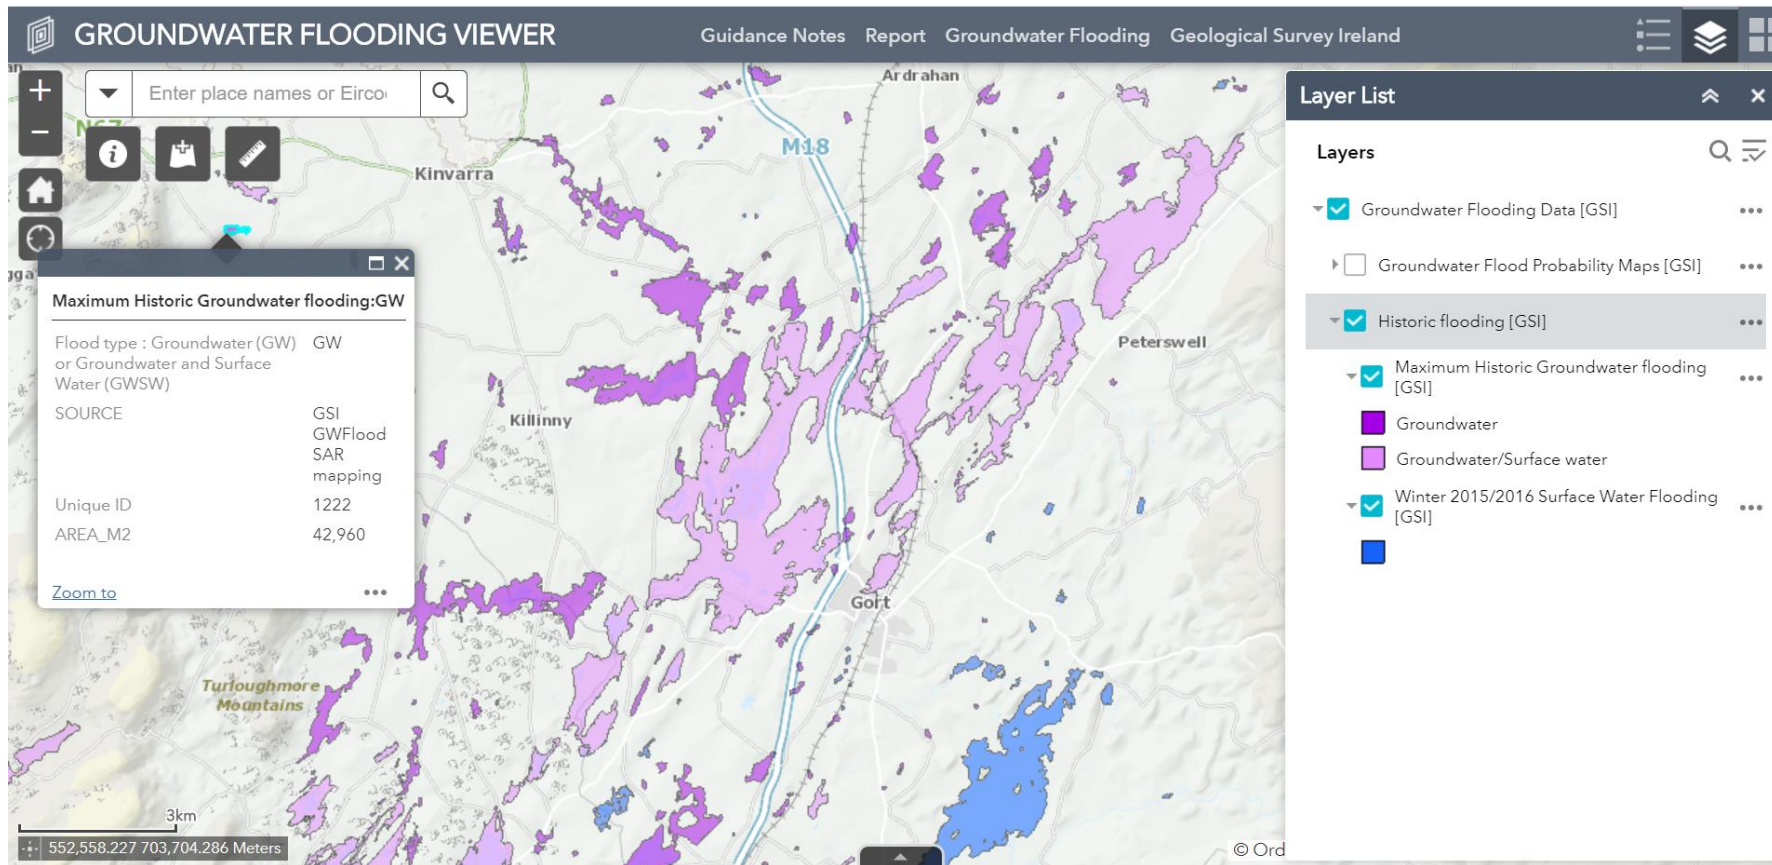 GROUNDWATER FLOODING VIEWER
Guidance Notes Report Groundwater Flooding Geological Survey Ireland
Enter place names or Eirco
N67
Kinvarra
Ardrahan
M18
Peterswell
Killinny
Gort
Turloughmore
Mountains
Maximum Historic Groundwater flooding:GW
Flood type : Groundwater (GW) GW
or Groundwater and Surface
Water (GWSW)
SOURCE GSI
GWFlood
SAR
mapping
Unique ID 1222
AREA_M2 42,960
Zoom to
3km
552,558.227 703,704.286 Meters
© Ord
Layer List
Layers
Groundwater Flooding Data [GSI]
Groundwater Flood Probability Maps [GSI]
Historic flooding [GSI]
Maximum Historic Groundwater flooding
[GSI]
Groundwater
Groundwater/Surface water
Winter 2015/2016 Surface Water Flooding
[GSI]